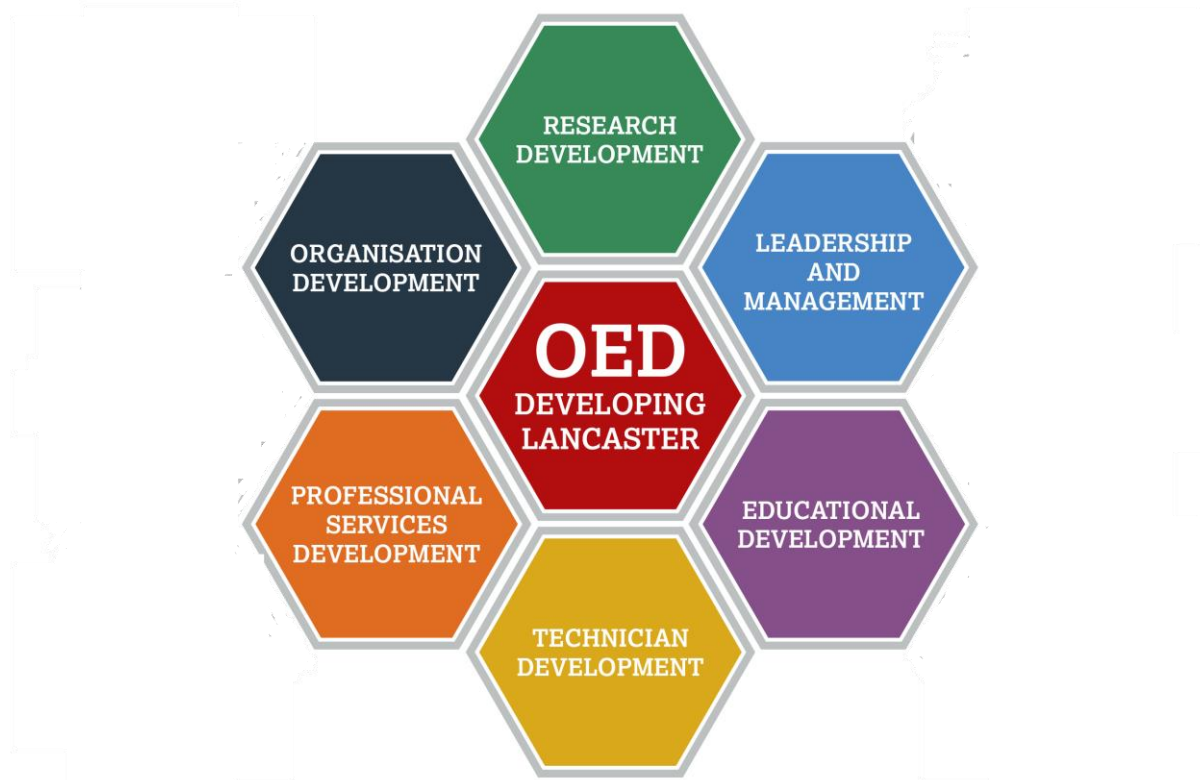 RESEARCH
DEVELOPMENT
ORGANISATION
DEVELOPMENT
LEADERSHIP
AND
MANAGEMENT
OED
DEVELOPING
LANCASTER
PROFESSIONAL
SERVICES
DEVELOPMENT
EDUCATIONAL
DEVELOPMENT
TECHNICIAN
DEVELOPMENT